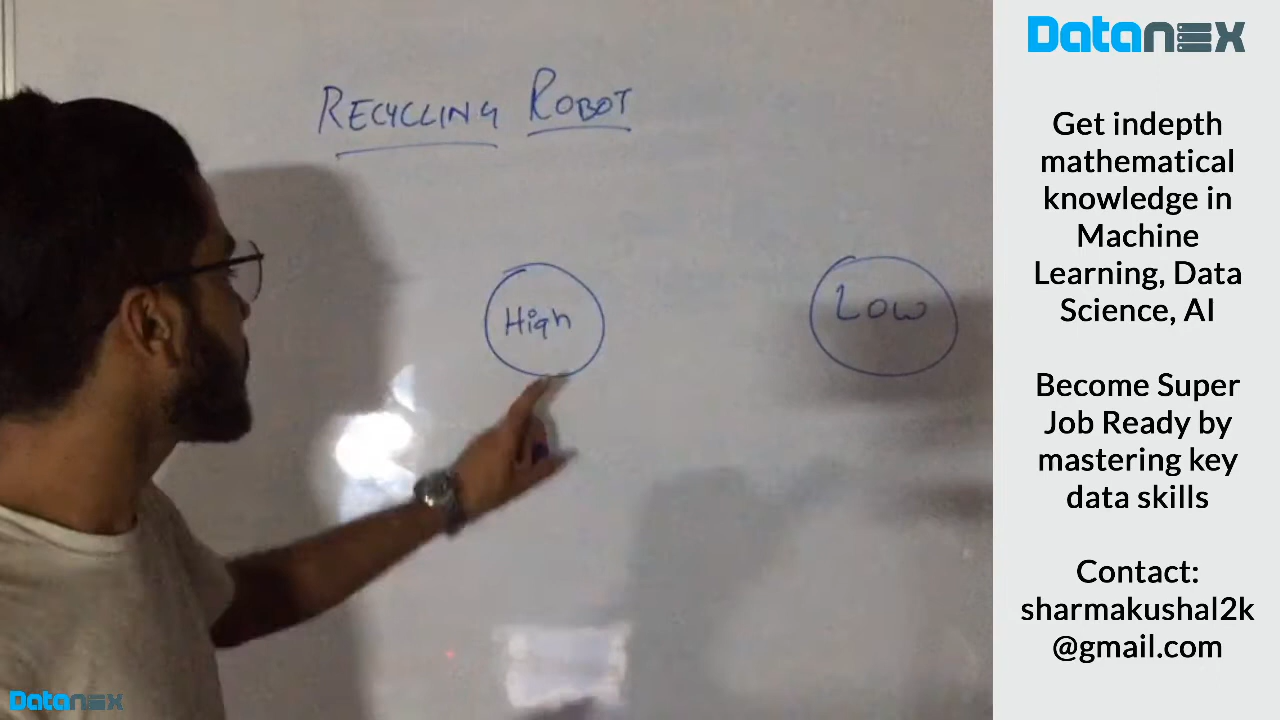 RECYCLING ROBOT
High
Low
Datanex
Get indepth
mathematical
knowledge in
Machine
Learning, Data
Science, AI
Become Super
Job Ready by
mastering key
data skills
Contact:
sharmakushal2k
@gmail.com
Datanex